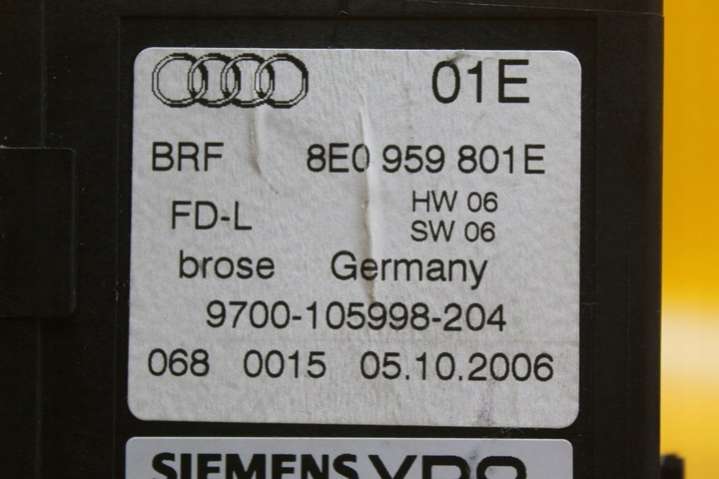 01E
BRF 8E0 959 801E
FD-L HW 06
SW 06
brose Germany
9700-105998-204
068 0015 05.10.2006
SIEMENS VDO